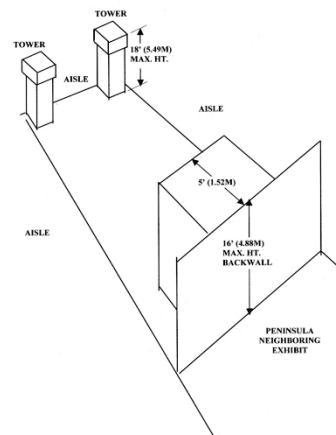 TOWER
TOWER
18' (5.49M)
MAX. HT.
AISLE
AISLE
5' (1.52M)
AISLE
16' (4.88M)
MAX. HT.
BACKWALL
PENINSULA
NEIGHBORING
EXHIBIT